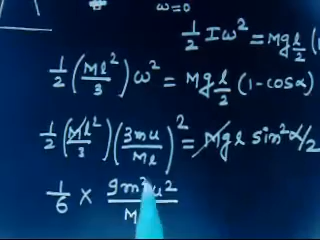 ω=0
1/2 Iω² = Mg l/2 (
1/2 (Ml²/3) ω² = Mg l/2 (1-cosα)
1/2 (Ml²/3) (3mu/Ml)² = Mgl sin² α/2
1/6 × 9m²u²/M